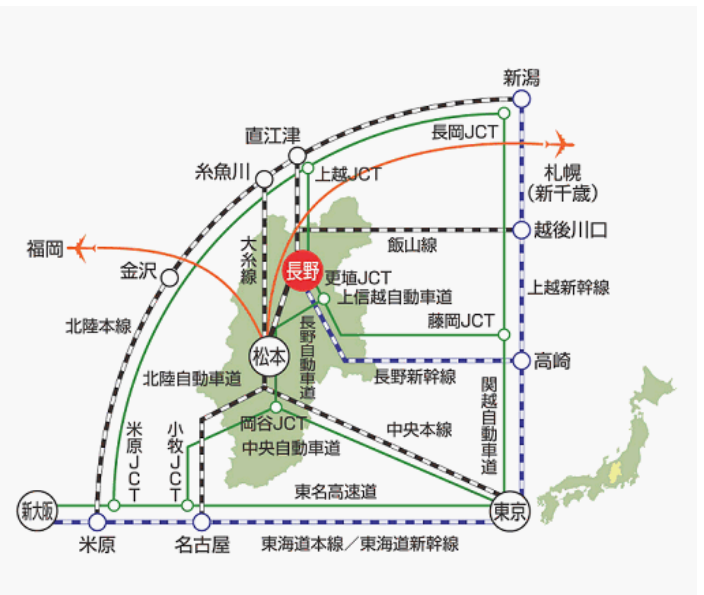 新潟
長岡JCT
直江津
糸魚川
上越JCT
札幌
(新千歳)
福岡
金沢
大糸線
飯山線
越後川口
長野
更埴JCT
上信越自動車道
上越新幹線
北陸本線
長野自動車道
藤岡JCT
松本
高崎
北陸自動車道
長野新幹線
関越自動車道
米原JCT
小牧JCT
岡谷JCT
中央自動車道
中央本線
東名高速道
新大阪
東京
米原
名古屋
東海道本線／東海道新幹線